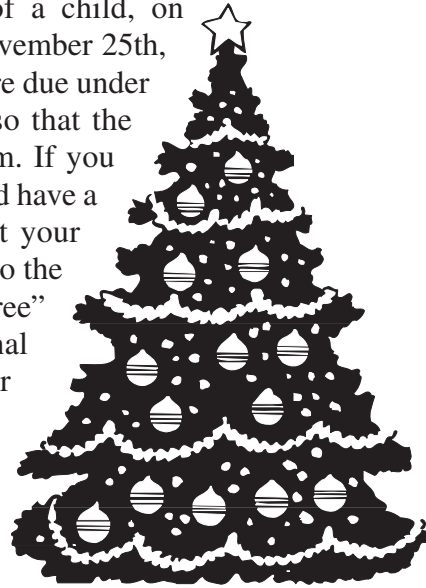 of a child, on
vember 25th,
re due under
so that the
m. If you
d have a
t your
o the
ree”
nal
r